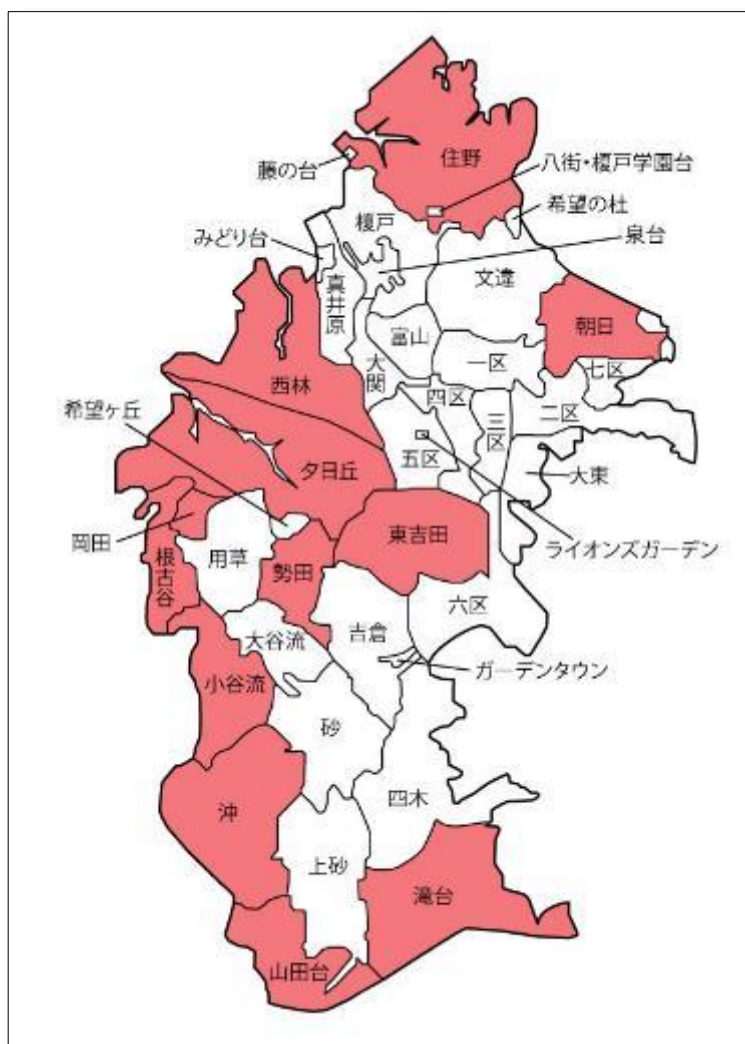 住野
藤の台
八街・榎戸学園台
希望の杜
榎戸
みどり台
泉台
文違
真井原
朝日
富山
大関
一区
七区
西林
四区
三区
二区
希望ヶ丘
五区
大東
夕日丘
東吉田
岡田
用草
ライオンズガーデン
根古谷
勢田
六区
吉倉
大谷流
ガーデンタウン
小谷流
砂
四木
沖
上砂
滝台
山田台